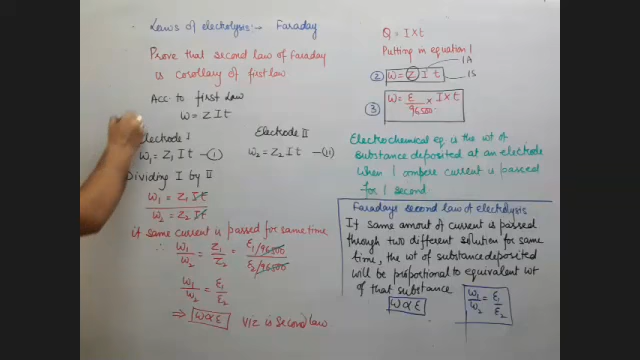 Laws of electolysis:- Faraday
Prove that second law of Faraday
is corollary of first law
Acc. to first law
W = Z I t
Electrode I
W₁ = Z₁ I t —(1)
Electrode II
W₂ = Z₂ I t —(11)
Dividing I by II
W₁ = Z₁ It
W₂ = Z₂ It
if same current is passed for same time
∴ W₁/W₂ = Z₁/Z₂ = E₁/96500 / E₂/96500
W₁/W₂ = E₁/E₂
⇒ W∝E viz is second law
Q = I × t
Putting in equation 1
1A
② W = Z I t
1S
③ W = E/96500 × I × t
Electrochemical eq. is the wt of
substance deposited at an electrode
When 1 ampere current is passed
for 1 second
Faradays second law of electrolysis
If same amount of current is passed
through two different solution for same
time, the wt of substance deposited
will be proportional to equivalent wt
of that substance
W∝E
W₁/W₂ = E₁/E₂